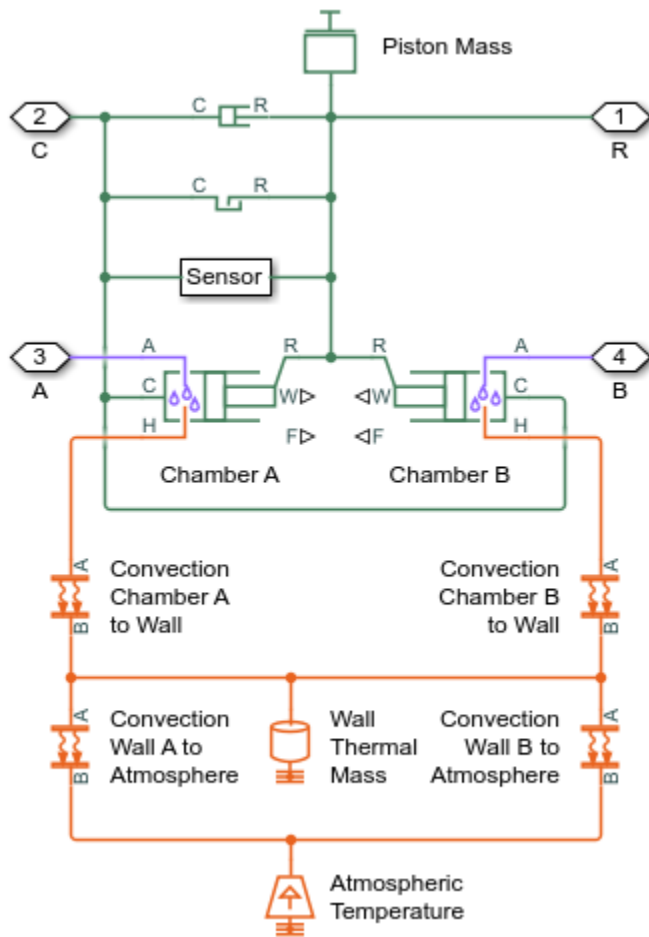 Piston Mass
2
C
C R
1
R
C R
Sensor
3
A
A
R R
A
4
B
C
W
W
C
H
F
F
H
Chamber A
Chamber B
A
B
Convection
Chamber A
to Wall
Convection
Chamber B
to Wall
A
B
A
B
Convection
Wall A to
Atmosphere
Wall
Thermal
Mass
Convection
Wall B to
Atmosphere
A
B
Atmospheric
Temperature